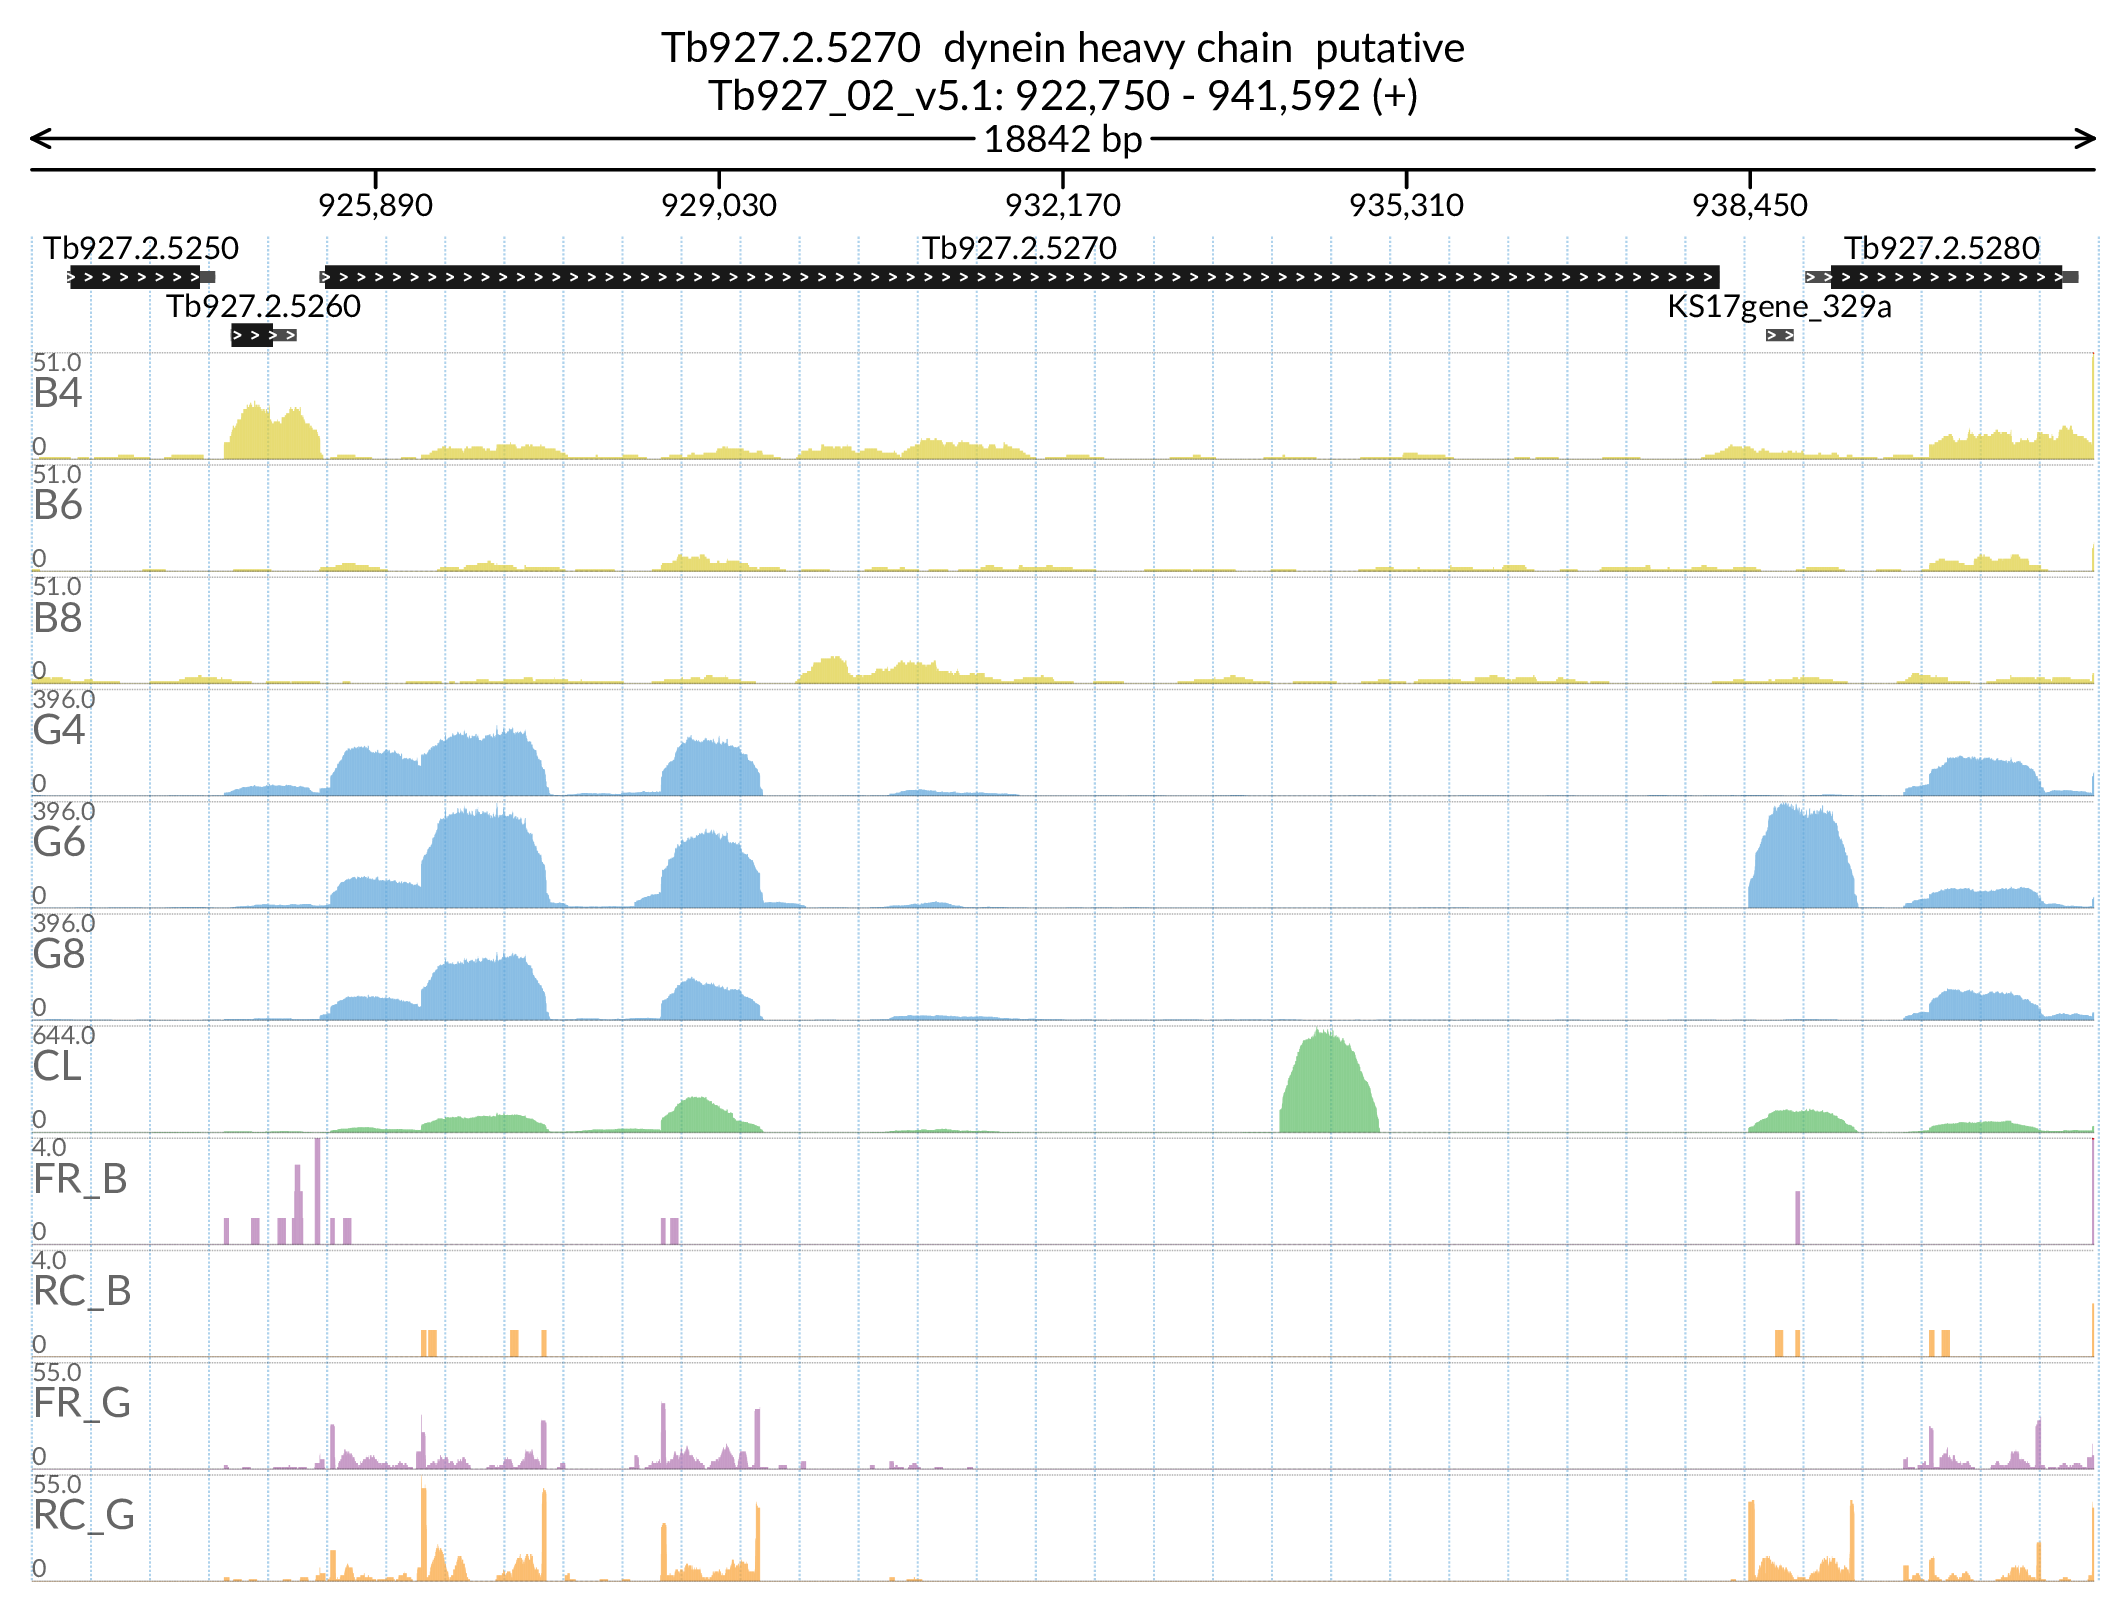 Tb927.2.5270  dynein heavy chain  putative
Tb927_02_v5.1: 922,750 - 941,592 (+)
18842 bp
925,890 929,030 932,170 935,310 938,450
Tb927.2.5250 Tb927.2.5270 Tb927.2.5280
Tb927.2.5260 KS17gene_329a
51.0
B4
0
51.0
B6
0
51.0
B8
0
396.0
G4
0
396.0
G6
0
396.0
G8
0
644.0
CL
0
4.0
FR_B
0
4.0
RC_B
0
55.0
FR_G
0
55.0
RC_G
0